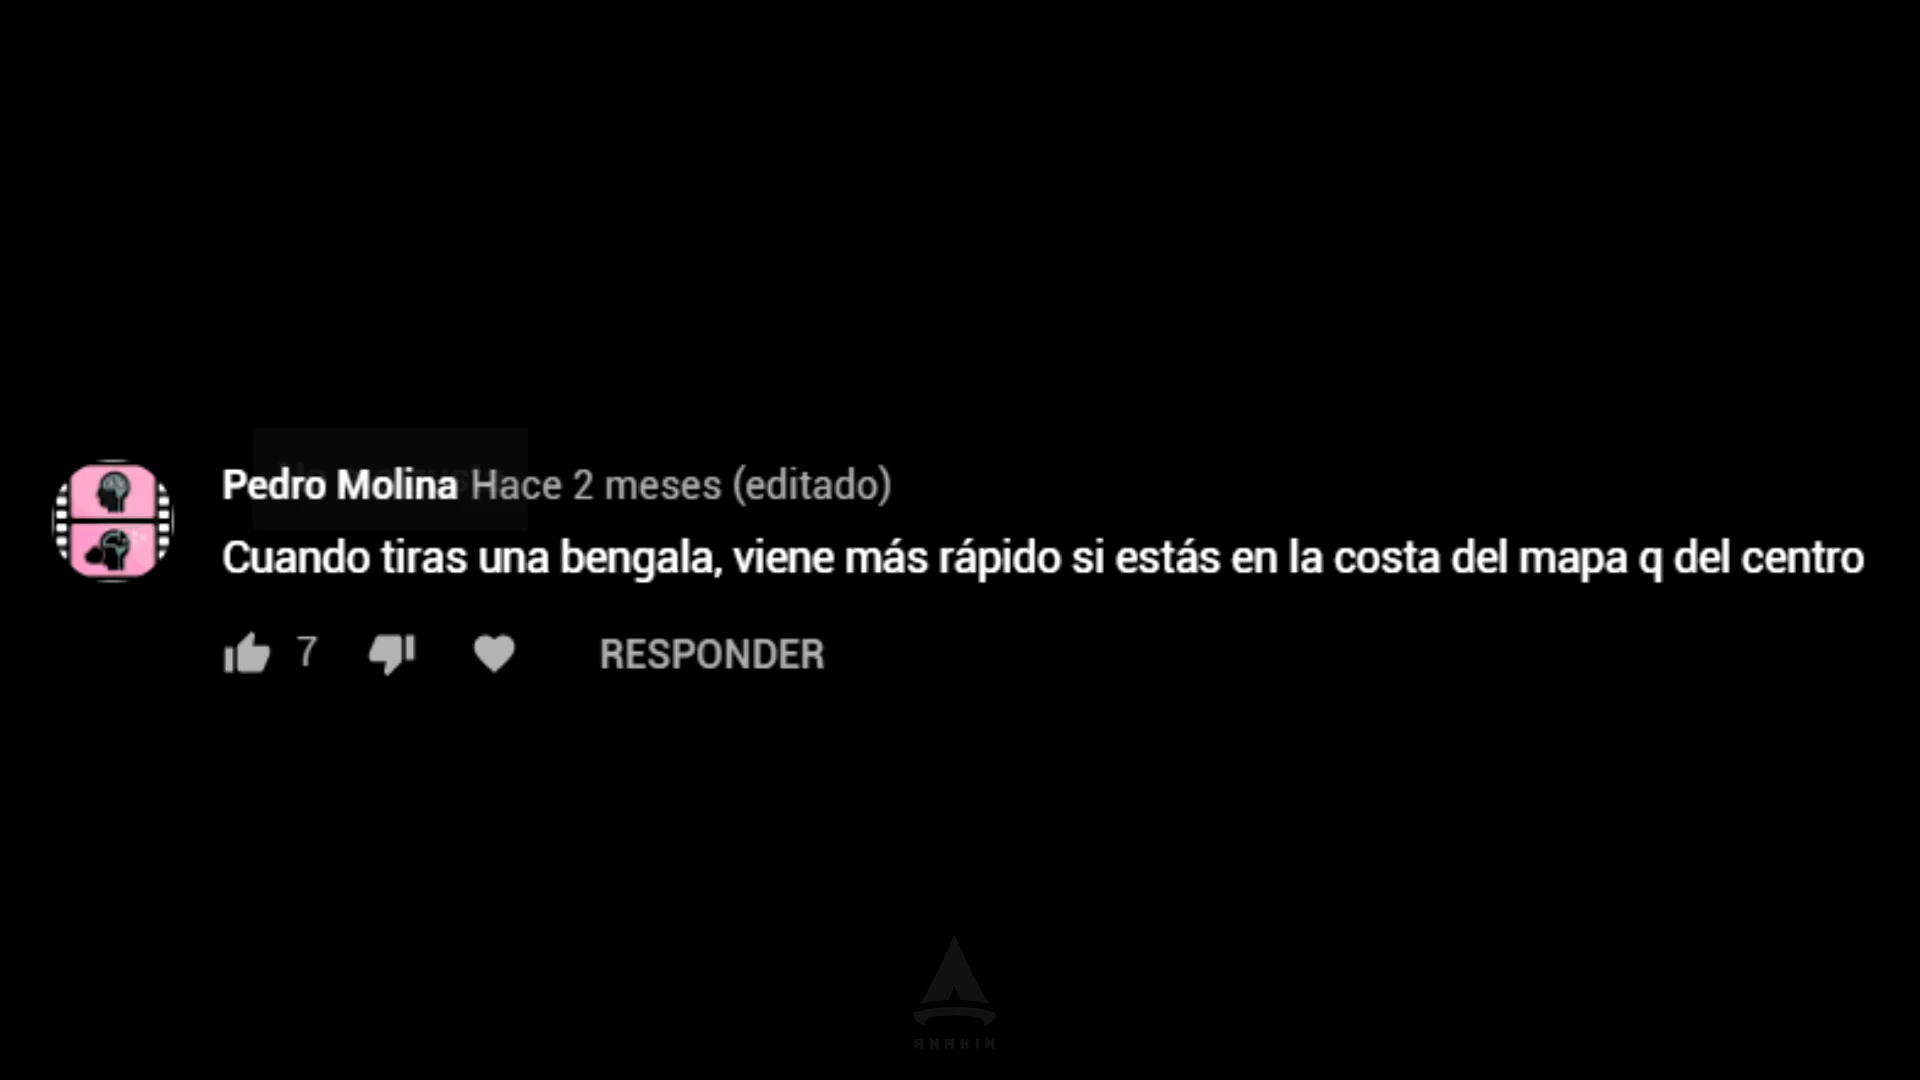 Pedro Molina Hace 2 meses (editado)
Cuando tiras una bengala, viene más rápido si estás en la costa del mapa q del centro
7 RESPONDER
ANAKIN